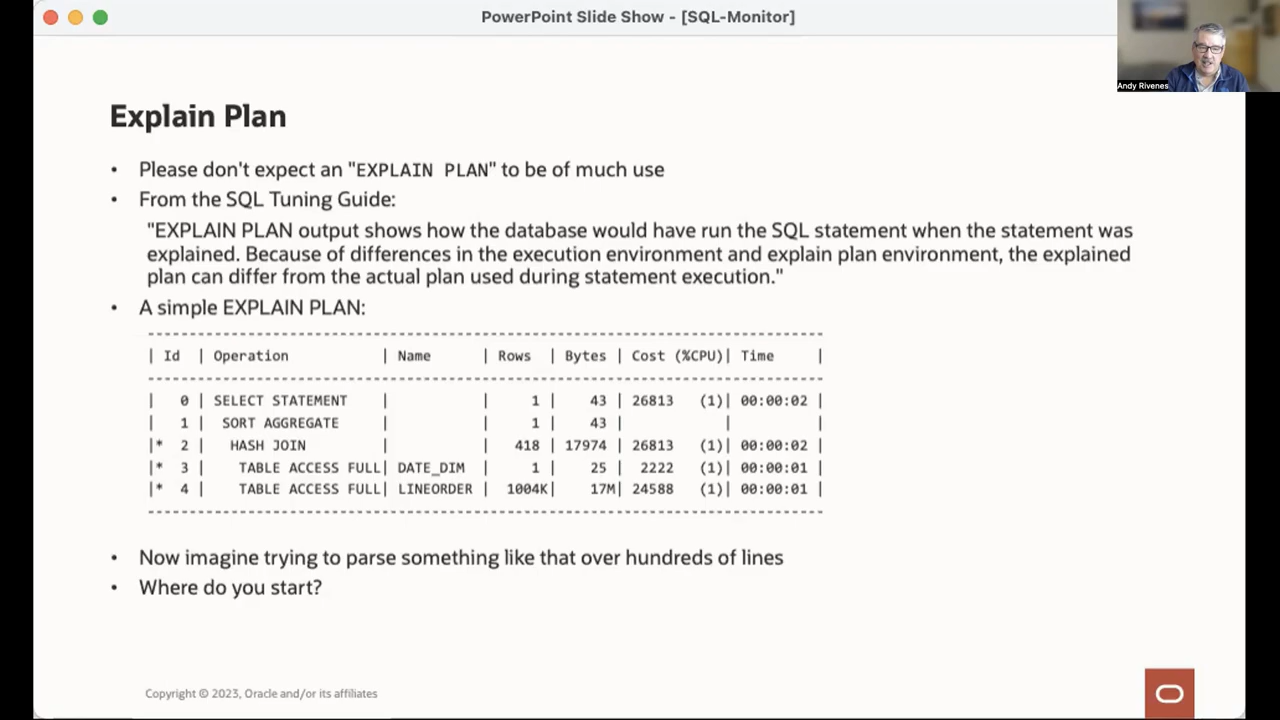 PowerPoint Slide Show - [SQL-Monitor]
Andy Rivenes
Explain Plan
• Please don't expect an "EXPLAIN PLAN" to be of much use
• From the SQL Tuning Guide:
"EXPLAIN PLAN output shows how the database would have run the SQL statement when the statement was
explained. Because of differences in the execution environment and explain plan environment, the explained
plan can differ from the actual plan used during statement execution."
• A simple EXPLAIN PLAN:
--------------------------------------------------------------------------------
| Id | Operation | Name | Rows | Bytes | Cost (%CPU)| Time |
--------------------------------------------------------------------------------
| 0 | SELECT STATEMENT | | 1 | 43 | 26813 (1)| 00:00:02 |
| 1 | SORT AGGREGATE | | 1 | 43 | | |
|* 2 | HASH JOIN | | 418 | 17974 | 26813 (1)| 00:00:02 |
|* 3 | TABLE ACCESS FULL| DATE_DIM | 1 | 25 | 2222 (1)| 00:00:01 |
|* 4 | TABLE ACCESS FULL| LINEORDER | 1004K| 17M| 24588 (1)| 00:00:01 |
--------------------------------------------------------------------------------
• Now imagine trying to parse something like that over hundreds of lines
• Where do you start?
Copyright © 2023, Oracle and/or its affiliates